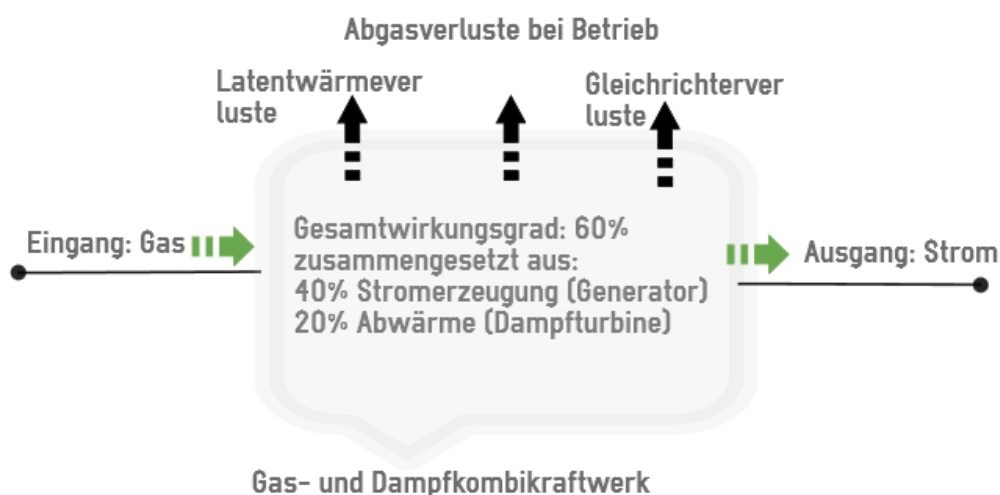 Abgasverluste bei Betrieb
Latentwärmever
luste
Gleichrichterver
luste
Eingang: Gas
Gesamtwirkungsgrad: 60%
zusammengesetzt aus:
40% Stromerzeugung (Generator)
20% Abwärme (Dampfturbine)
Ausgang: Strom
Gas- und Dampfkombikraftwerk